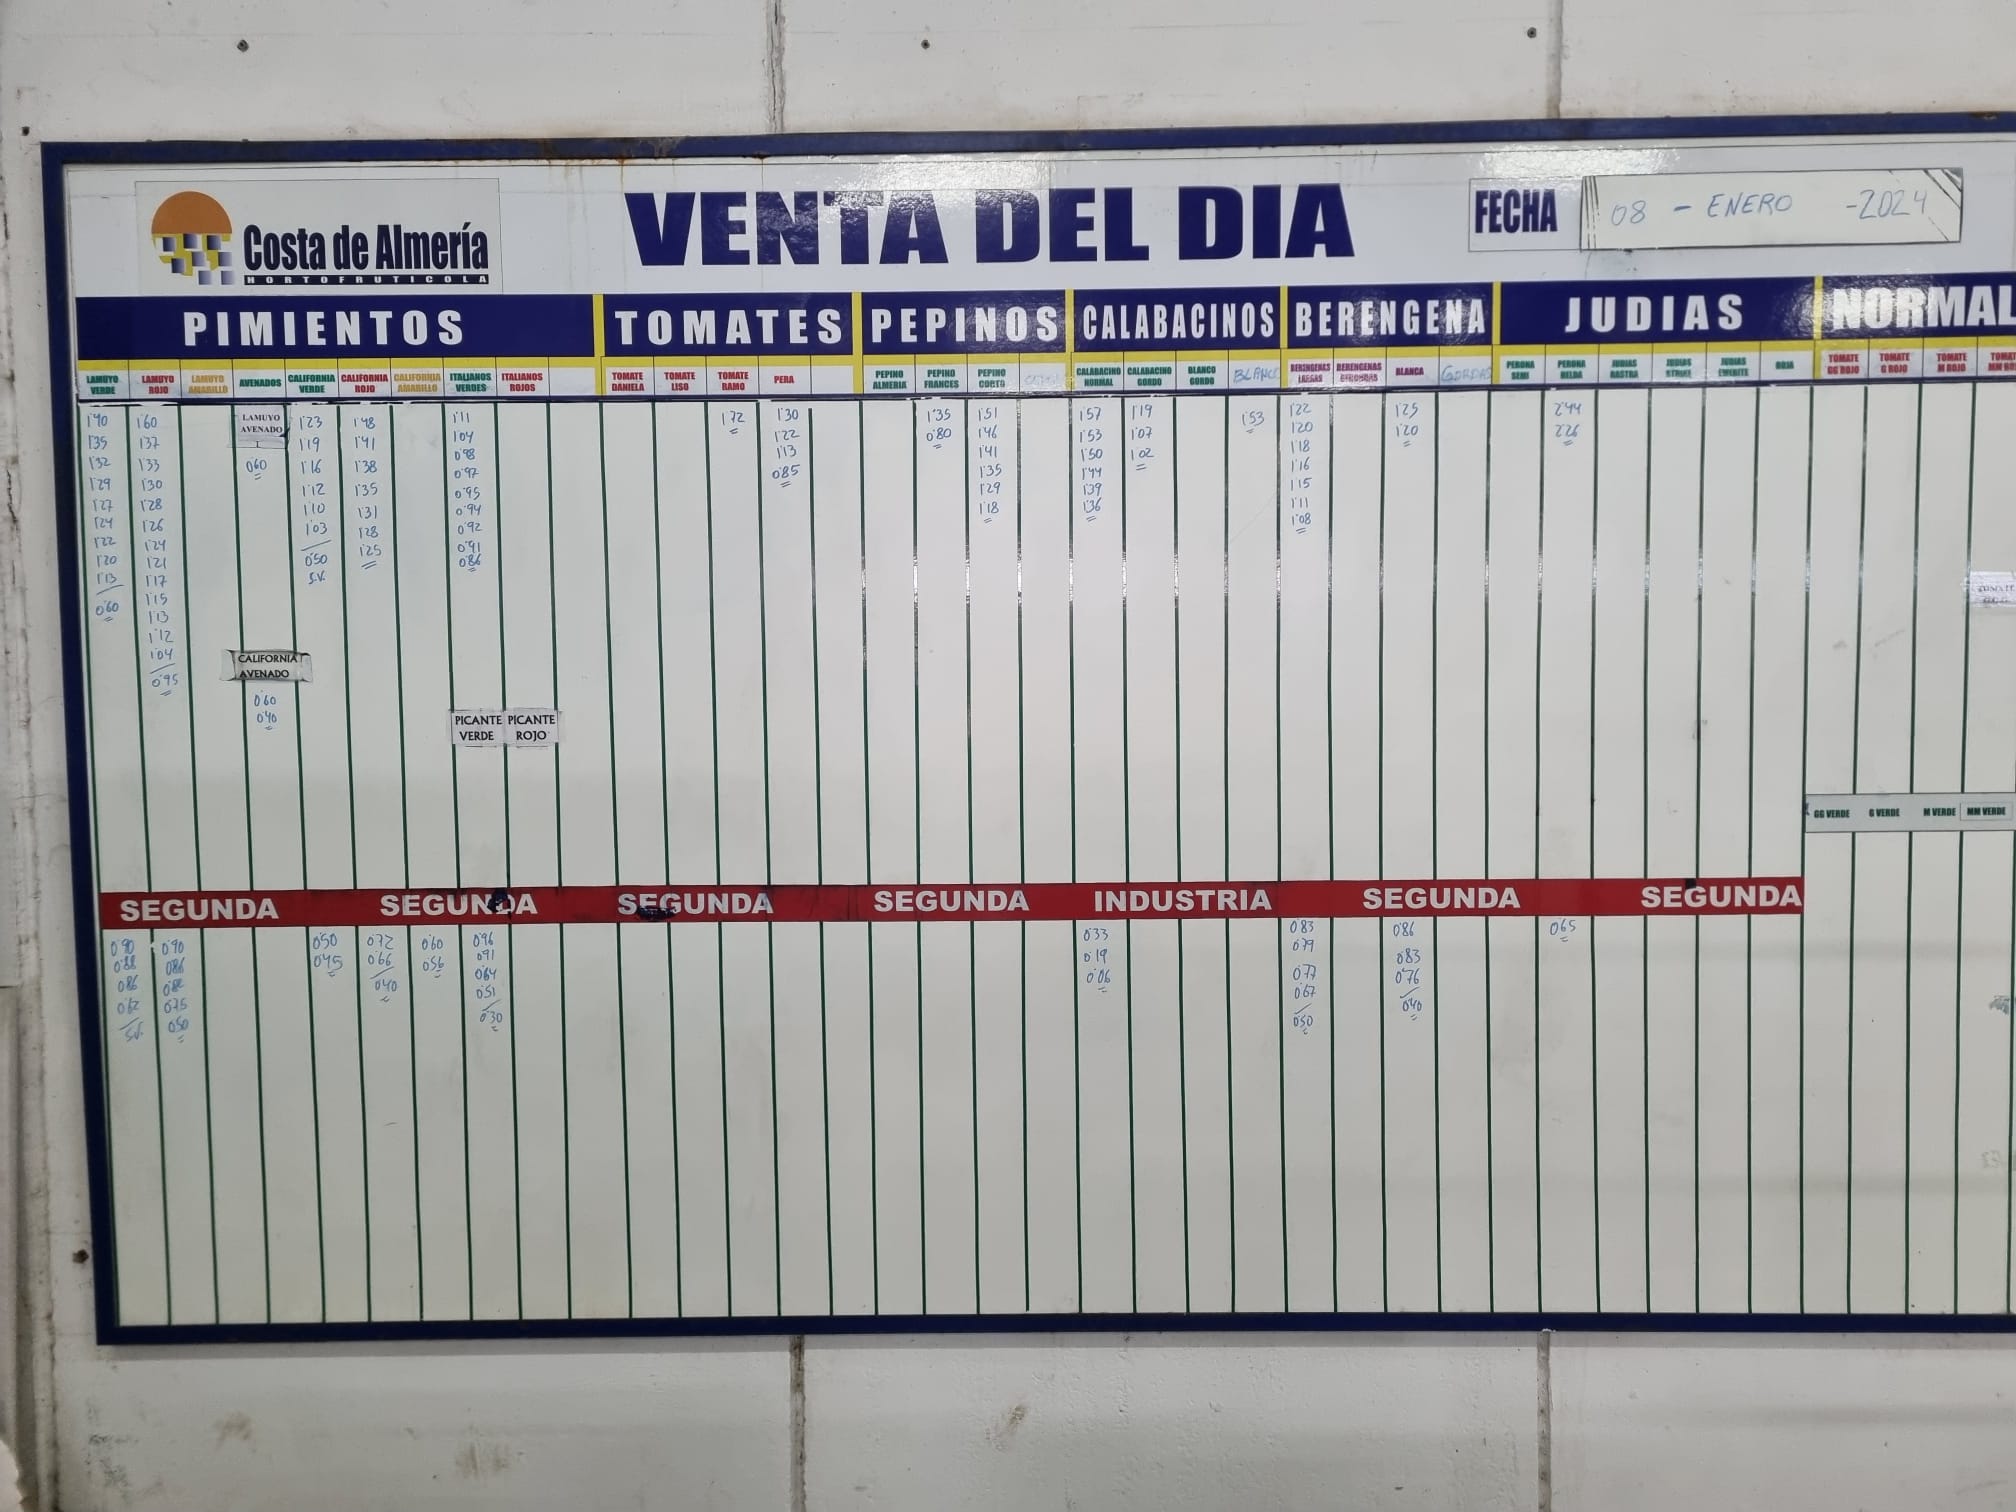 Costa de Almería
HORTOFRUTICOLA
VENTA DEL DIA
FECHA 08 - ENERO -2024
PIMIENTOS TOMATES PEPINOS CALABACINOS BERENGENA JUDIAS NORMAL
LAMUYO VERDE
1'40
1'35
1'32
1'29
1'27
1'24
1'22
1'20
1'13
0'60
LAMUYO ROJO
1'60
1'37
1'33
1'30
1'28
1'26
1'24
1'21
1'17
1'15
1'13
1'12
1'04
0'95
LAMUYO AMARILLO
AVENADOS
LAMUYO
AVENADO
0'60
CALIFORNIA
AVENADO
0'60
0'40
CALIFORNIA VERDE
1'23
1'19
1'16
1'12
1'10
1'03
0'50
S.V.
CALIFORNIA ROJO
1'48
1'41
1'38
1'35
1'31
1'28
1'25
CALIFORNIA AMARILLO
ITALIANOS VERDES
1'11
1'04
0'98
0'97
0'95
0'94
0'92
0'91
0'86
PICANTE
VERDE
ITALIANOS ROJOS
PICANTE
ROJO
TOMATE DANIELA
TOMATE LISO
TOMATE RAMO
1'72
PERA
1'30
1'22
1'13
0'85
PEPINO ALMERIA
PEPINO FRANCES
1'35
0'80
PEPINO CORTO
1'51
1'46
1'41
1'35
1'29
1'18
CALABACINO NORMAL
1'57
1'53
1'50
1'44
1'39
1'36
CALABACINO GORDO
1'19
1'07
1'02
BLANCO GORDO
BLANCO
1'53
BERENGENAS LARGAS
1'22
1'20
1'18
1'16
1'15
1'11
1'08
BERENGENAS
BLANCA
1'25
1'20
GORDAS
PERONA SEMI
PERONA HELDA
2'44
2'26
JUDIAS RASTRA
JUDIAS STRIKE
JUDIAS EMERITE
ROJA
TOMATE GG ROJO
TOMATE G ROJO
TOMATE M ROJO
TOMATE MM ROJO
GG VERDE G VERDE M VERDE MM VERDE
SEGUNDA SEGUNDA SEGUNDA SEGUNDA INDUSTRIA SEGUNDA SEGUNDA
0'90
0'88
0'86
0'62
S.V.
0'90
0'86
0'75
0'50
0'50
0'45
0'72
0'66
0'40
0'60
0'56
0'96
0'91
0'64
0'51
0'30
0'33
0'19
0'06
0'83
0'79
0'77
0'67
0'50
0'86
0'83
0'76
0'40
0'65